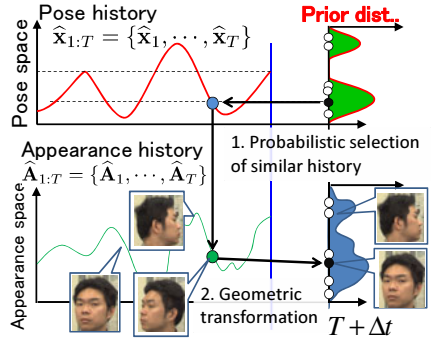 Pose history
Prior dist..
x̂₁:T = {x̂₁, · · · , x̂T}
Pose space
1. Probabilistic selection
of similar history
Appearance history
Â₁:T = {Â₁, · · · , ÂT}
Appearance space
2. Geometric
transformation
T + Δt